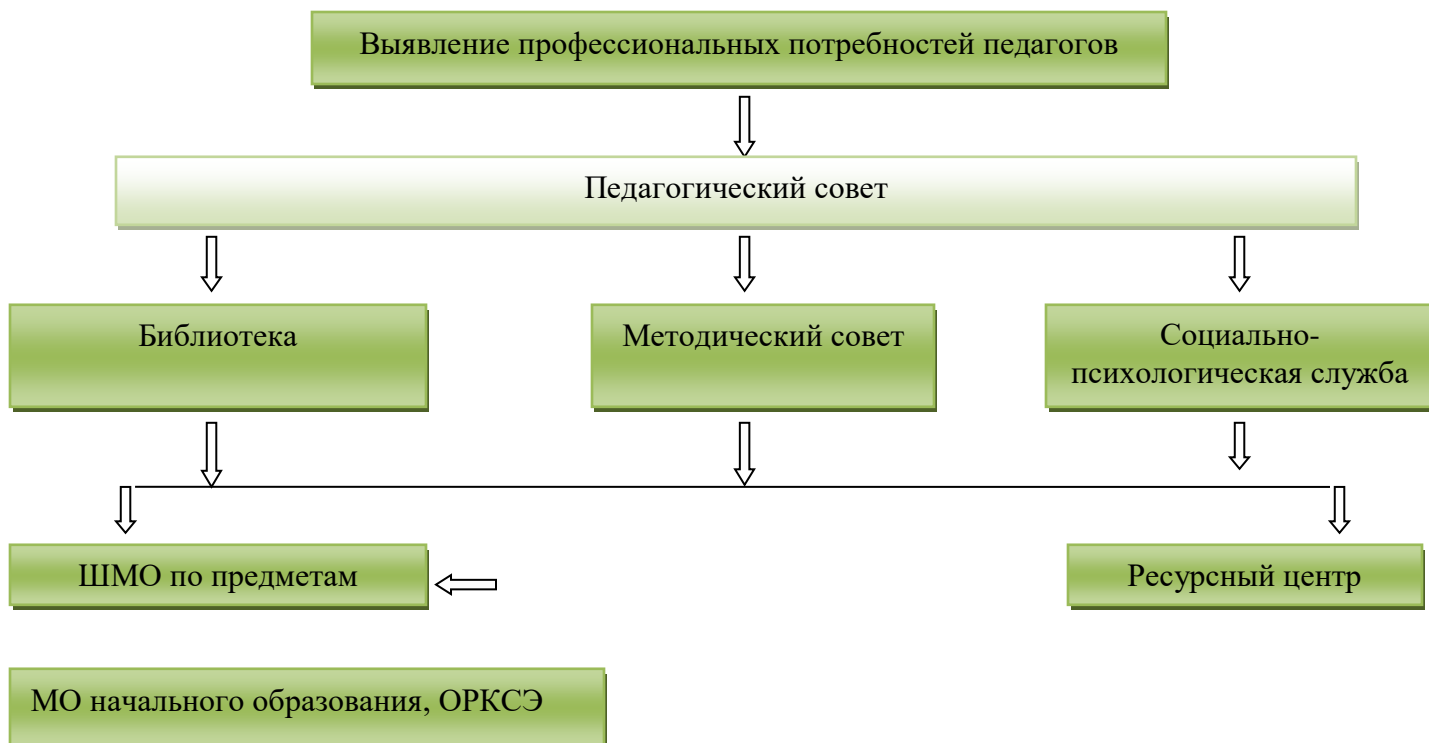 Выявление профессиональных потребностей педагогов
Педагогический совет
Библиотека
Методический совет
Социально-
психологическая служба
ШМО по предметам
Ресурсный центр
МО начального образования, ОРКСЭ